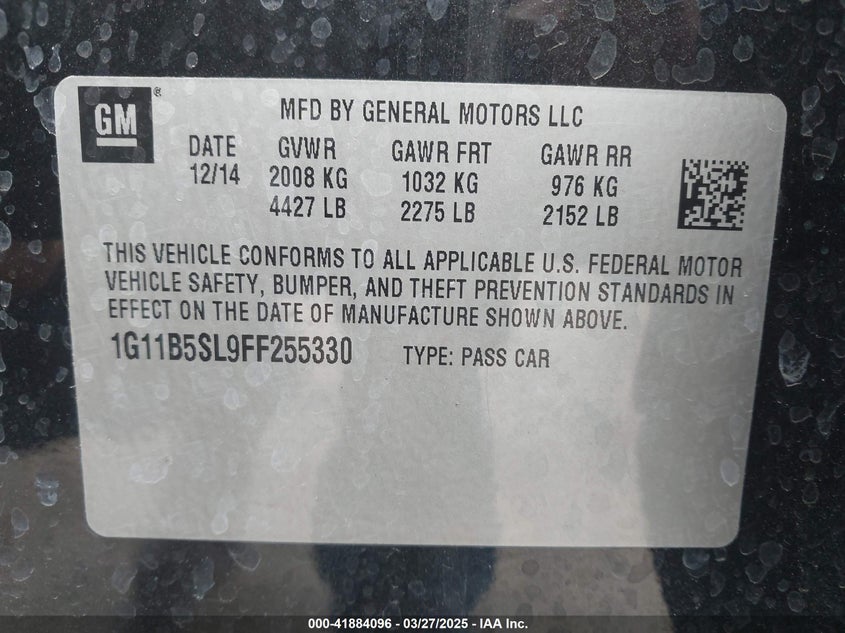 GM®
MFD BY GENERAL MOTORS LLC
DATE GVWR GAWR FRT GAWR RR
12/14 2008 KG 1032 KG 976 KG
4427 LB 2275 LB 2152 LB
THIS VEHICLE CONFORMS TO ALL APPLICABLE U.S. FEDERAL MOTOR
VEHICLE SAFETY, BUMPER, AND THEFT PREVENTION STANDARDS IN
EFFECT ON THE DATE OF MANUFACTURE SHOWN ABOVE.
1G11B5SL9FF255330 TYPE: PASS CAR
000-41884096 — 03/27/2025 — IAA Inc.